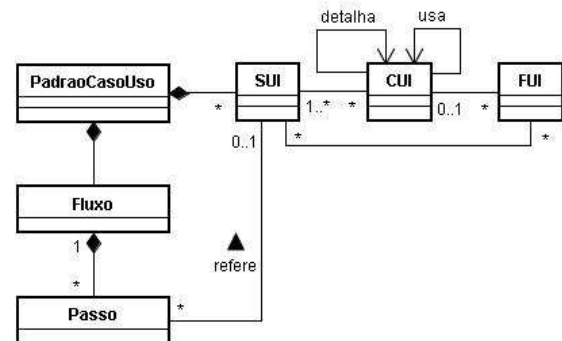 detalha
usa
PadraoCasoUso
SUI
CUI
FUI
*
1..*
*
0..1
*
0..1
*
*
Fluxo
1
refere
*
*
Passo